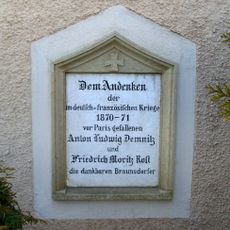 Dem Andenken
der
im deutsch-französischen Kriege
1870-71
vor Paris gefallenen
Anton Ludwig Demnitz
und
Friedrich Moritz Rost
die dankbaren Braunsdorfer